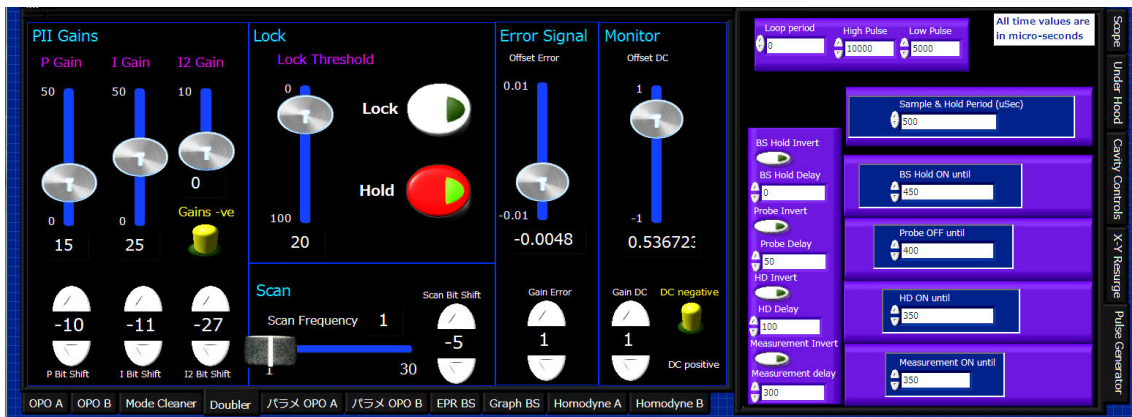 PII Gains
P Gain
I Gain
I2 Gain
50
50
10
0
0
0
15
25
Gains -ve
-10
-11
-27
P Bit Shift
I Bit Shift
I2 Bit Shift
Lock
Lock Threshold
0
100
20
Lock
Hold
Scan
Scan Frequency
1
1
30
Scan Bit Shift
-5
Error Signal
Offset Error
0.01
-0.01
-0.0048
Gain Error
1
Monitor
Offset DC
1
-1
0.536723
Gain DC
1
DC negative
DC positive
OPO A
OPO B
Mode Cleaner
Doubler
パラメ OPO A
パラメ OPO B
EPR BS
Graph BS
Homodyne A
Homodyne B
Loop period
0
High Pulse
10000
Low Pulse
5000
All time values are
in micro-seconds
Sample & Hold Period (uSec)
500
BS Hold Invert
BS Hold Delay
0
Probe Invert
Probe Delay
50
HD Invert
HD Delay
100
Measurement Invert
Measurement delay
300
BS Hold ON until
450
Probe OFF until
400
HD ON until
350
Measurement ON until
350
Scope
Under Hood
Cavity Controls
X-Y Resurge
Pulse Generator